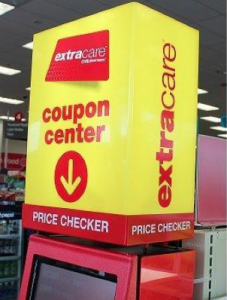 extracare
CVS pharmacy
coupon
center
PRICE CHECKER
extracare
PRICE CHECKER